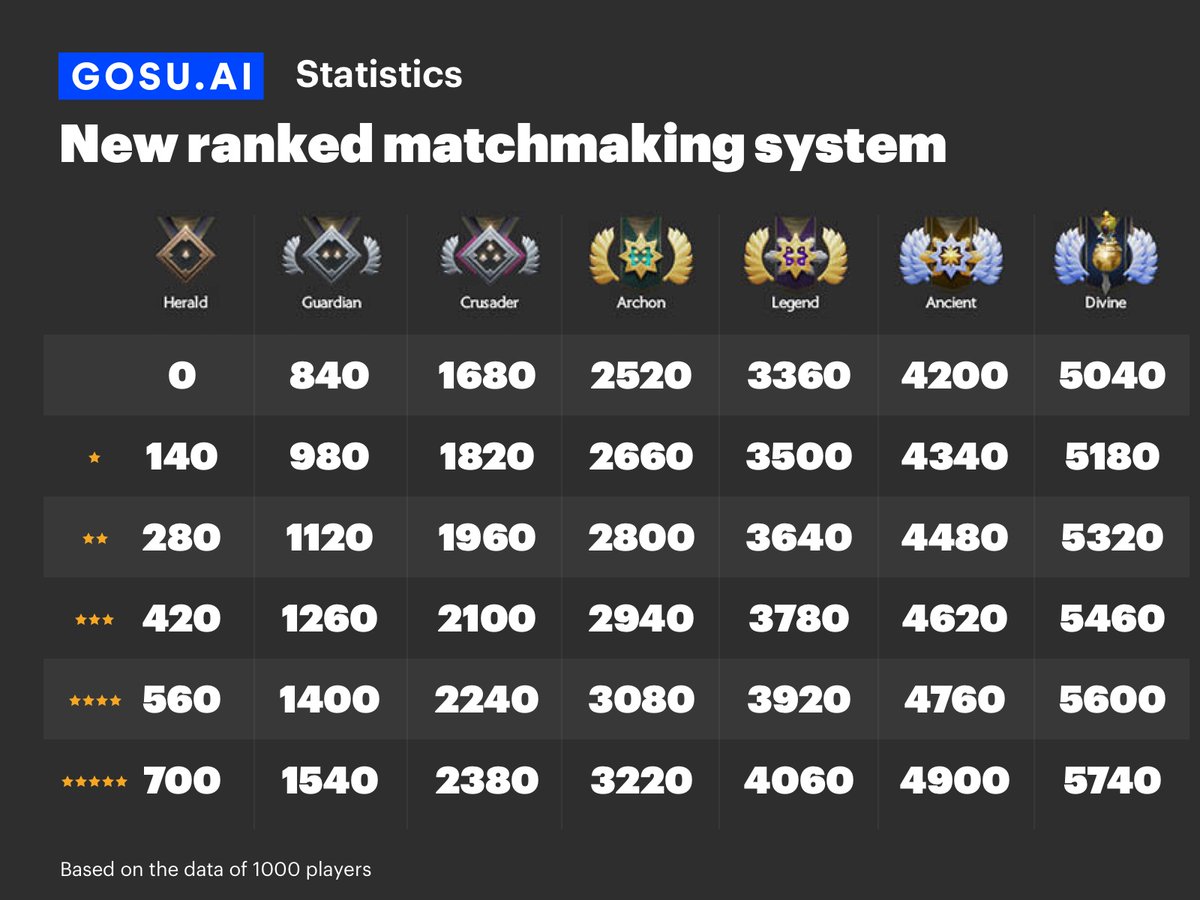 GOSU.AI Statistics
New ranked matchmaking system
Herald Guardian Crusader Archon Legend Ancient Divine
0 840 1680 2520 3360 4200 5040
140 980 1820 2660 3500 4340 5180
280 1120 1960 2800 3640 4480 5320
420 1260 2100 2940 3780 4620 5460
560 1400 2240 3080 3920 4760 5600
700 1540 2380 3220 4060 4900 5740
Based on the data of 1000 players